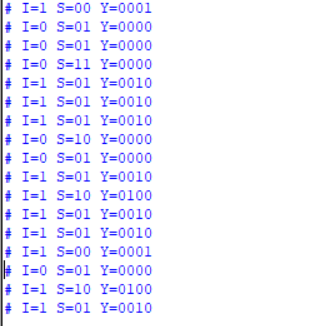 # I=1 S=00 Y=0001
# I=0 S=01 Y=0000
# I=0 S=01 Y=0000
# I=0 S=11 Y=0000
# I=1 S=01 Y=0010
# I=1 S=01 Y=0010
# I=1 S=01 Y=0010
# I=0 S=10 Y=0000
# I=0 S=01 Y=0000
# I=1 S=01 Y=0010
# I=1 S=10 Y=0100
# I=1 S=01 Y=0010
# I=1 S=01 Y=0010
# I=1 S=00 Y=0001
# I=0 S=01 Y=0000
# I=1 S=10 Y=0100
# I=1 S=01 Y=0010